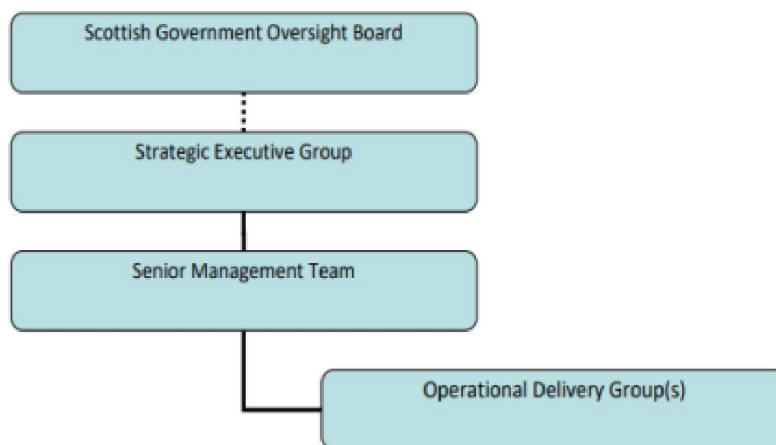 Scottish Government Oversight Board
Strategic Executive Group
Senior Management Team
Operational Delivery Group(s)